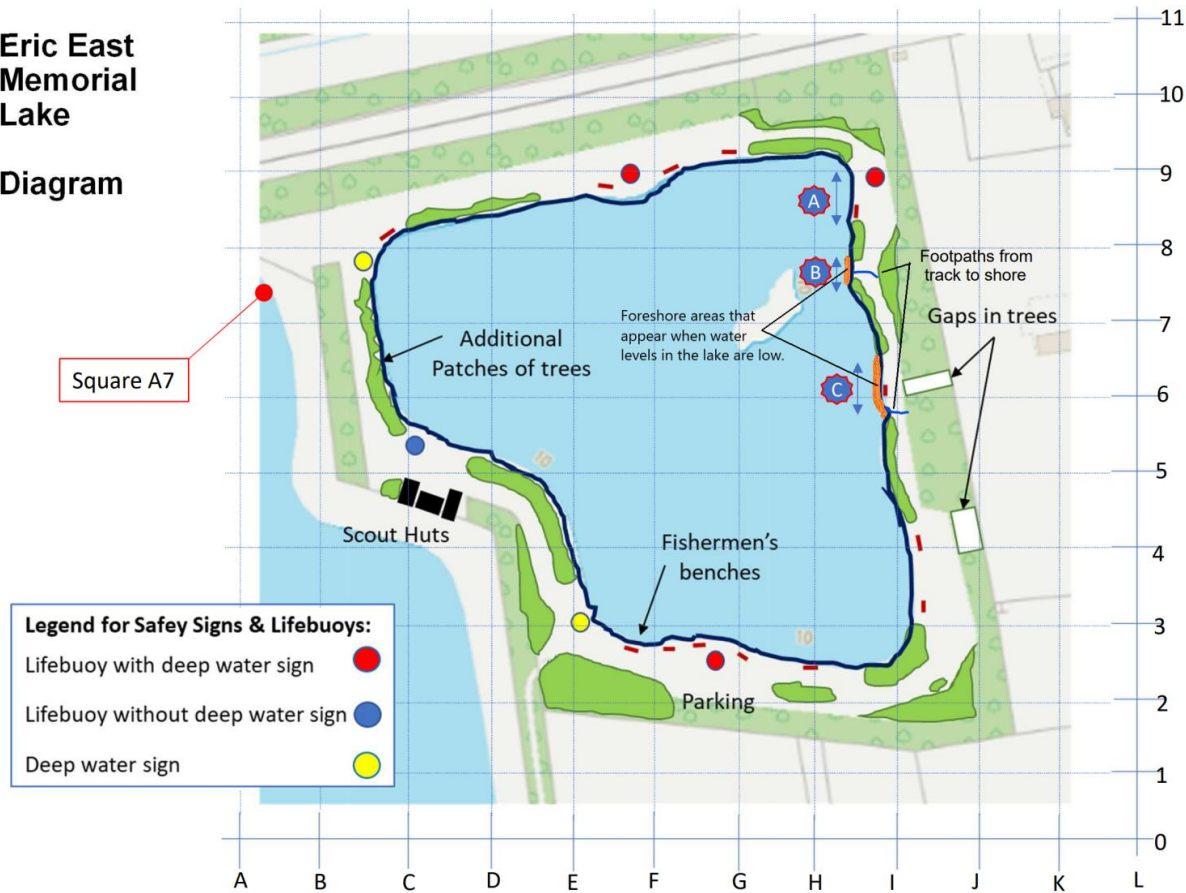 Eric East
Memorial
Lake
Diagram
11
10
9
8
7
6
5
4
3
2
1
0
A
B
C
D
E
F
G
H
I
J
K
L
A
B
C
Footpaths from
track to shore
Gaps in trees
Foreshore areas that
appear when water
levels in the lake are low.
Additional
Patches of trees
Square A7
10
10
10
Scout Huts
Fishermen's
benches
Parking
Legend for Safey Signs & Lifebuoys:
Lifebuoy with deep water sign
Lifebuoy without deep water sign
Deep water sign